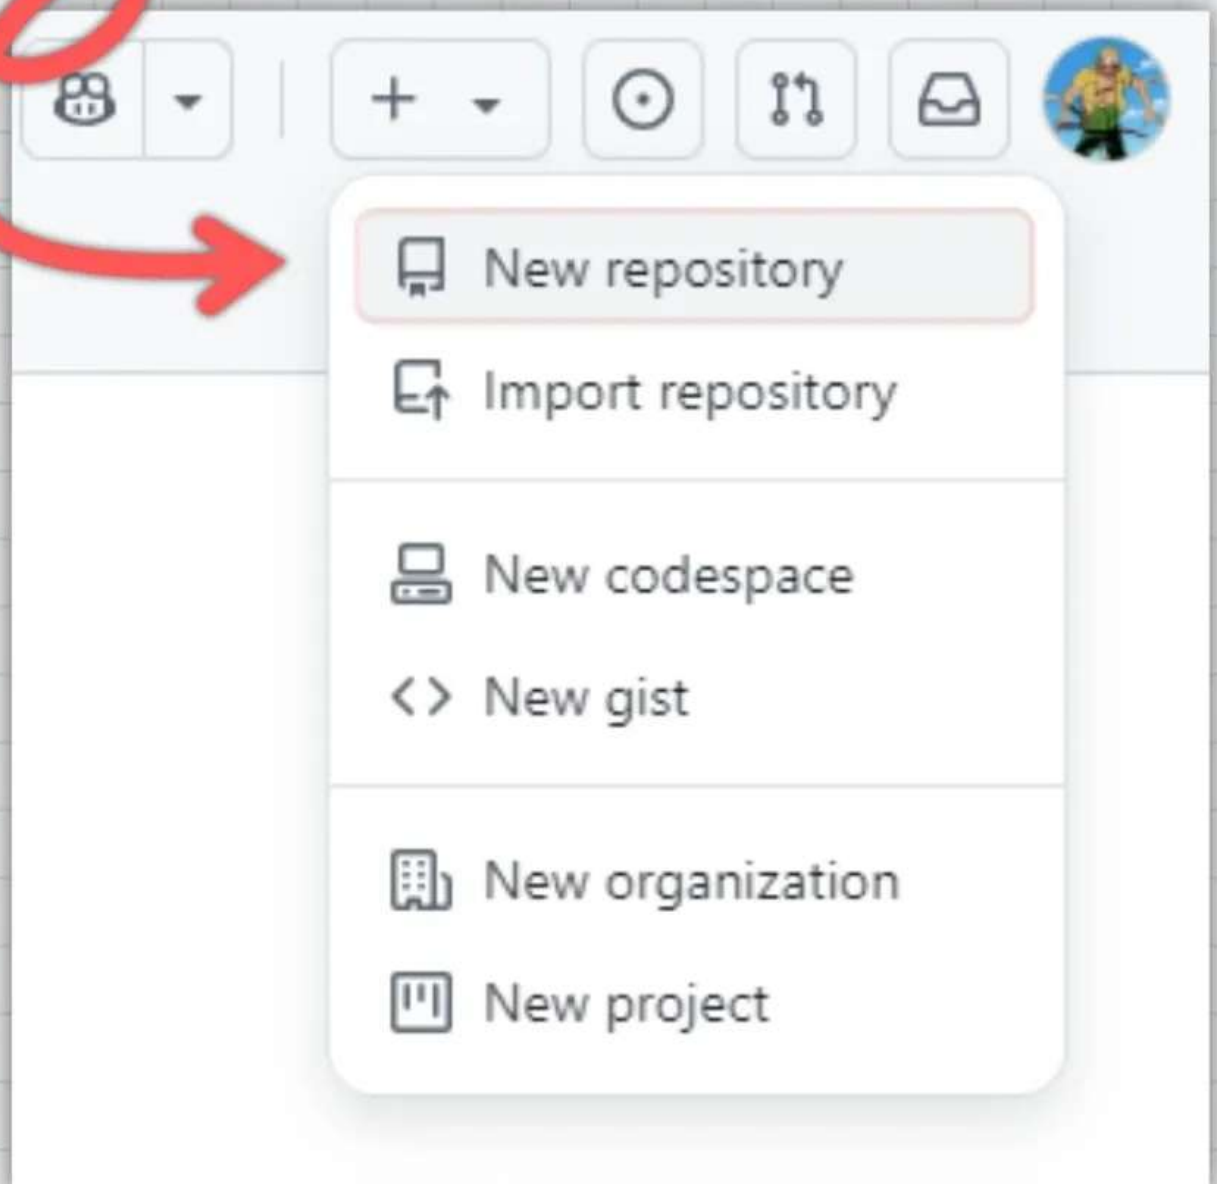 New repository
Import repository
New codespace
New gist
New organization
New project